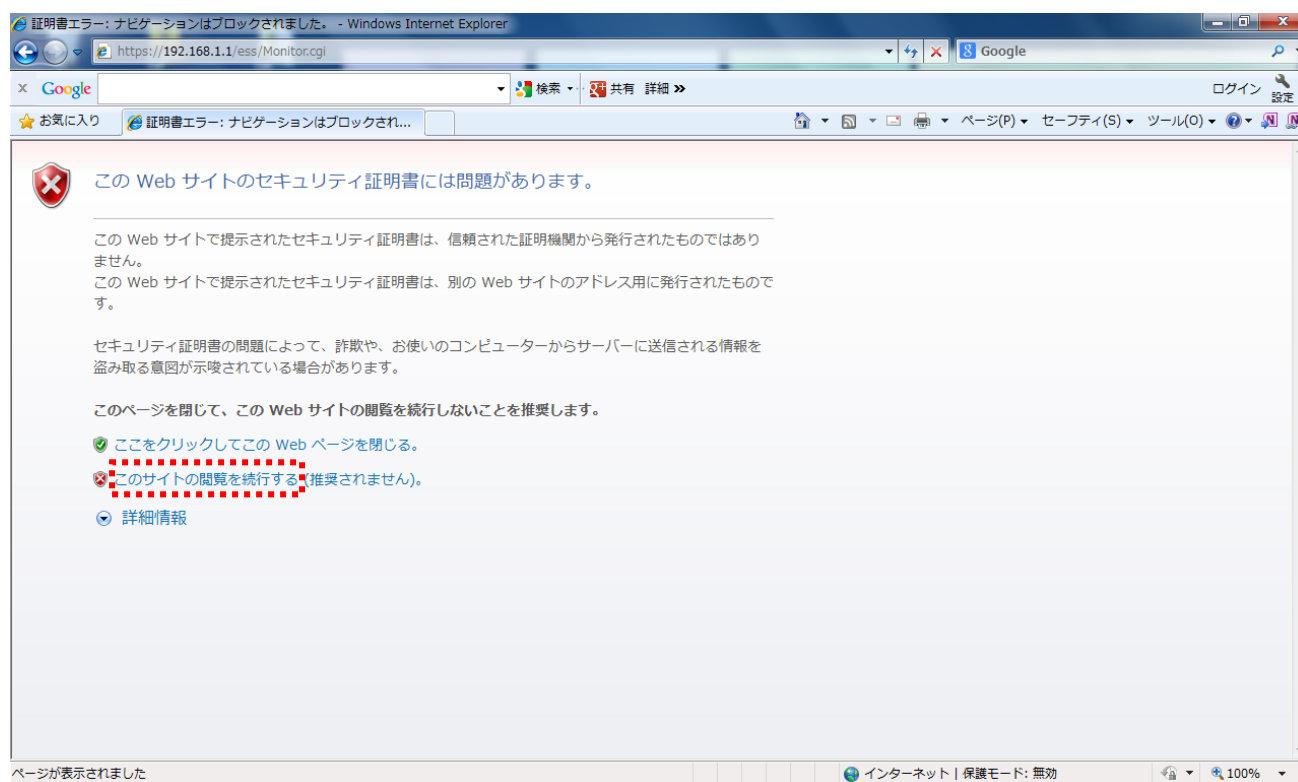 証明書エラー: ナビゲーションはブロックされました。 - Windows Internet Explorer
https://192.168.1.1/ess/Monitor.cgi
Google
Google 検索 共有 詳細 ログイン 設定
お気に入り 証明書エラー: ナビゲーションはブロックされ... ページ(P) セーフティ(S) ツール(O)
この Web サイトのセキュリティ証明書には問題があります。
この Web サイトで提示されたセキュリティ証明書は、信頼された証明機関から発行されたものではあり
ません。
この Web サイトで提示されたセキュリティ証明書は、別の Web サイトのアドレス用に発行されたもので
す。
セキュリティ証明書の問題によって、詐欺や、お使いのコンピューターからサーバーに送信される情報を
盗み取る意図が示唆されている場合があります。
このページを閉じて、この Web サイトの閲覧を続行しないことを推奨します。
ここをクリックしてこの Web ページを閉じる。
このサイトの閲覧を続行する (推奨されません)。
詳細情報
ページが表示されました インターネット | 保護モード: 無効 100%